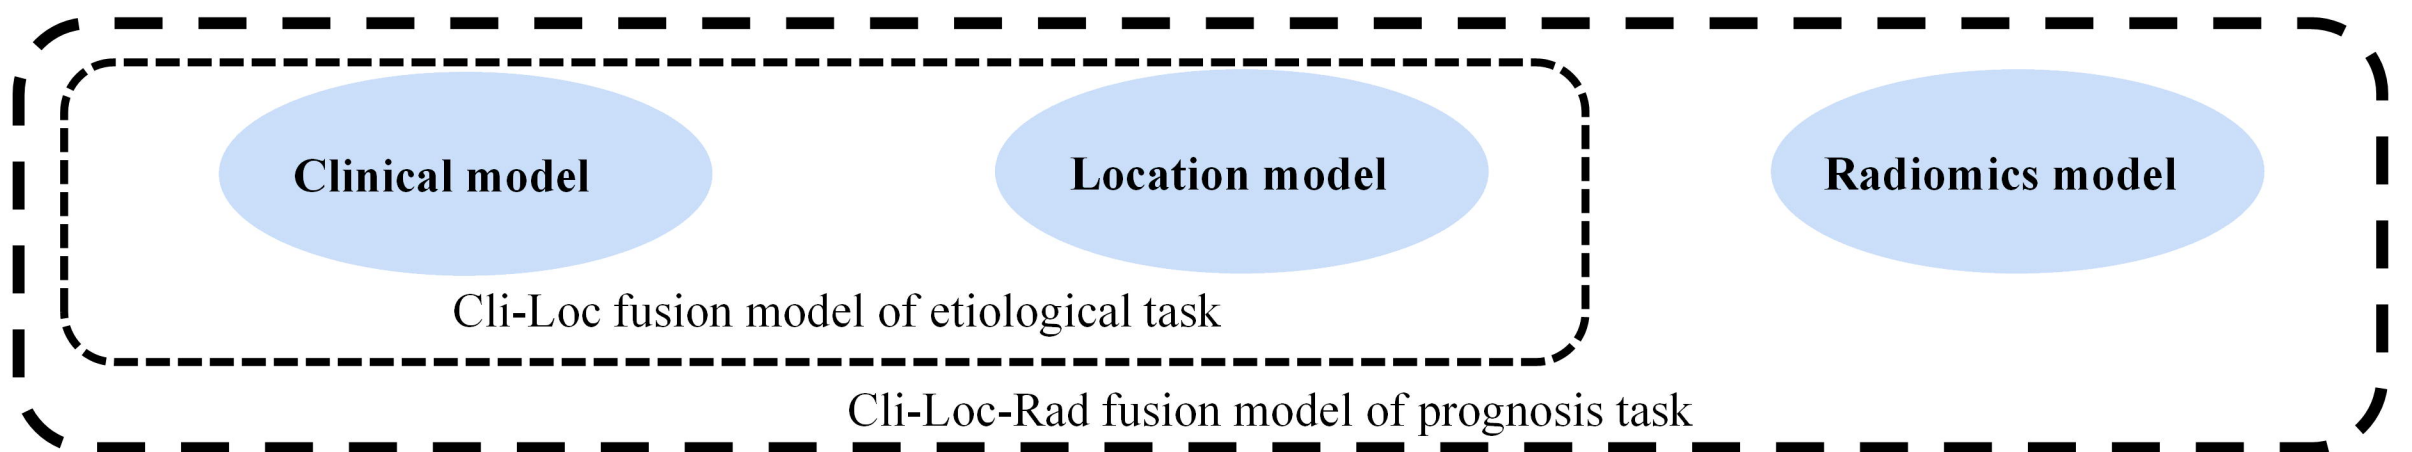 Clinical model
Location model
Radiomics model
Cli-Loc fusion model of etiological task
Cli-Loc-Rad fusion model of prognosis task